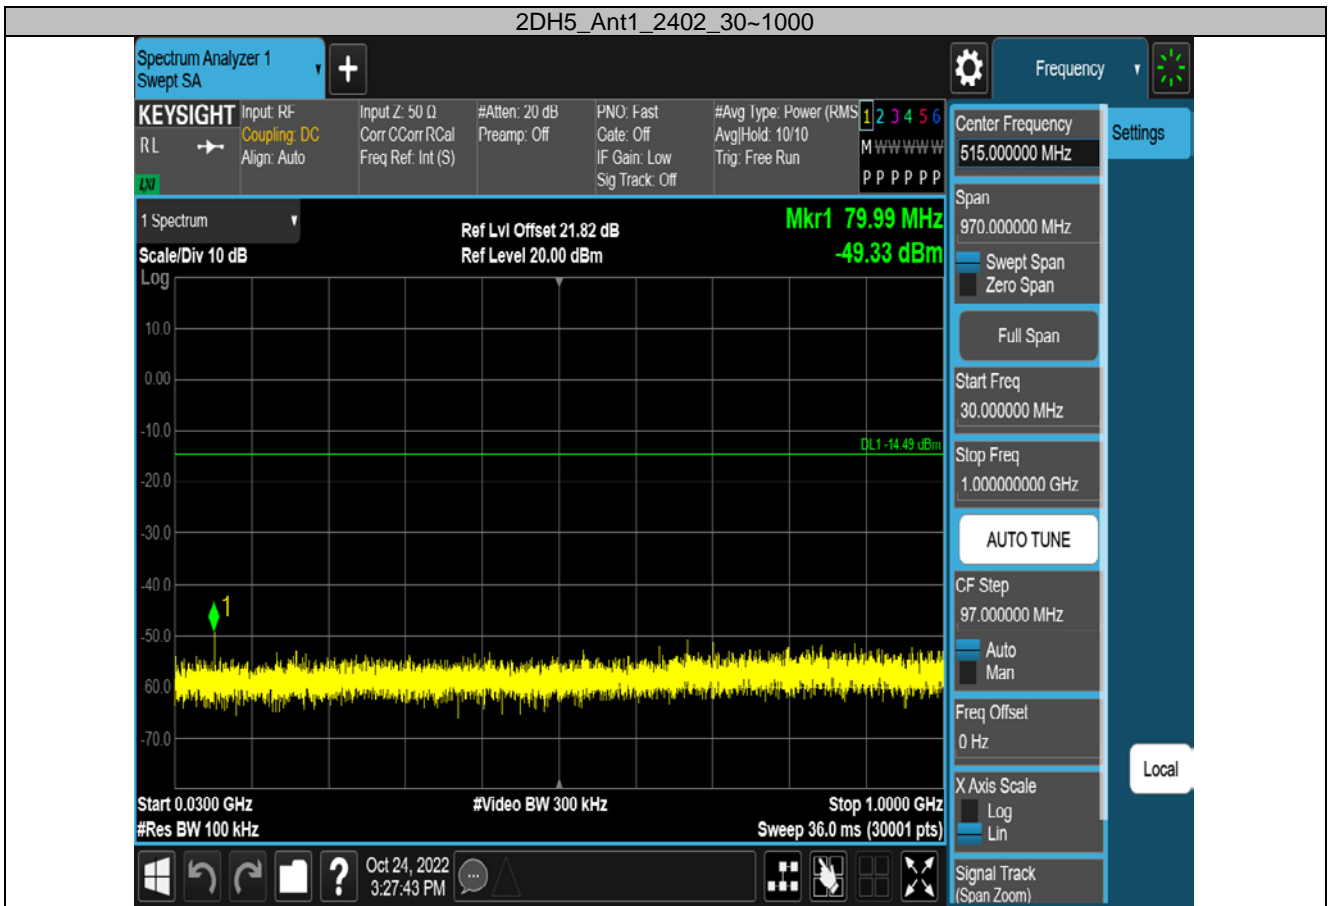 2DH5_Ant1_2402_30~1000
Spectrum Analyzer 1
Swept SA
+
Frequency
KEYSIGHT
RL
LXI
Input: RF
Coupling: DC
Align: Auto
Input Z: 50 Ω
Corr CCorr RCal
Freq Ref: Int (S)
#Atten: 20 dB
Preamp: Off
PNO: Fast
Gate: Off
IF Gain: Low
Sig Track: Off
#Avg Type: Power (RMS
Avg|Hold: 10/10
Trig: Free Run
1 2 3 4 5 6
M W W W W W
P P P P P P
1 Spectrum
Scale/Div 10 dB
Log
Ref Lvl Offset 21.82 dB
Ref Level 20.00 dBm
Mkr1 79.99 MHz
-49.33 dBm
10.0
0.00
-10.0
DL1 -14.49 dBm
-20.0
-30.0
-40.0
1
-50.0
-60.0
-70.0
Start 0.0300 GHz
#Video BW 300 kHz
Stop 1.0000 GHz
#Res BW 100 kHz
Sweep 36.0 ms (30001 pts)
Center Frequency
515.000000 MHz
Settings
Span
970.000000 MHz
Swept Span
Zero Span
Full Span
Start Freq
30.000000 MHz
Stop Freq
1.000000000 GHz
AUTO TUNE
CF Step
97.000000 MHz
Auto
Man
Freq Offset
0 Hz
X Axis Scale
Log
Lin
Local
Signal Track
(Span Zoom)
?
Oct 24, 2022
3:27:43 PM